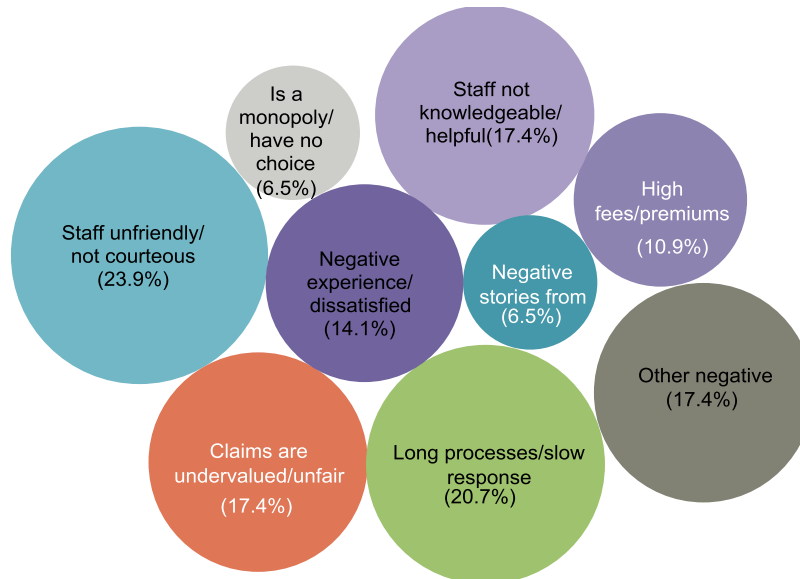 Is a
monopoly/
have no
choice
(6.5%)
Staff not
knowledgeable/
helpful(17.4%)
High
fees/premiums
(10.9%)
Staff unfriendly/
not courteous
(23.9%)
Negative
experience/
dissatisfied
(14.1%)
Negative
stories from
(6.5%)
Other negative
(17.4%)
Claims are
undervalued/unfair
(17.4%)
Long processes/slow
response
(20.7%)